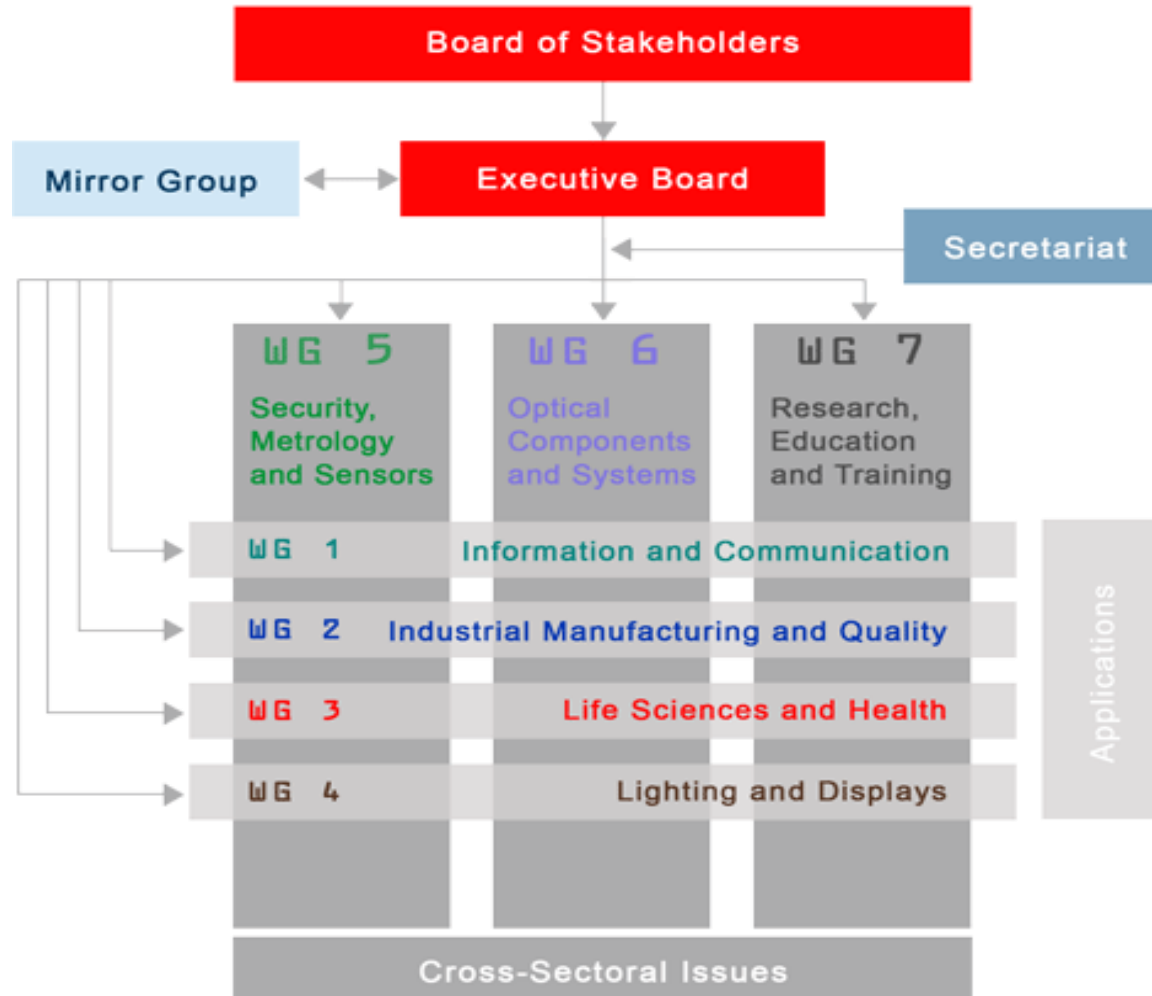 Board of Stakeholders
Mirror Group
Executive Board
Secretariat
WG 5
Security,
Metrology
and Sensors
WG 6
Optical
Components
and Systems
WG 7
Research,
Education
and Training
WG 1 Information and Communication
WG 2 Industrial Manufacturing and Quality
WG 3 Life Sciences and Health
WG 4 Lighting and Displays
Applications
Cross-Sectoral Issues